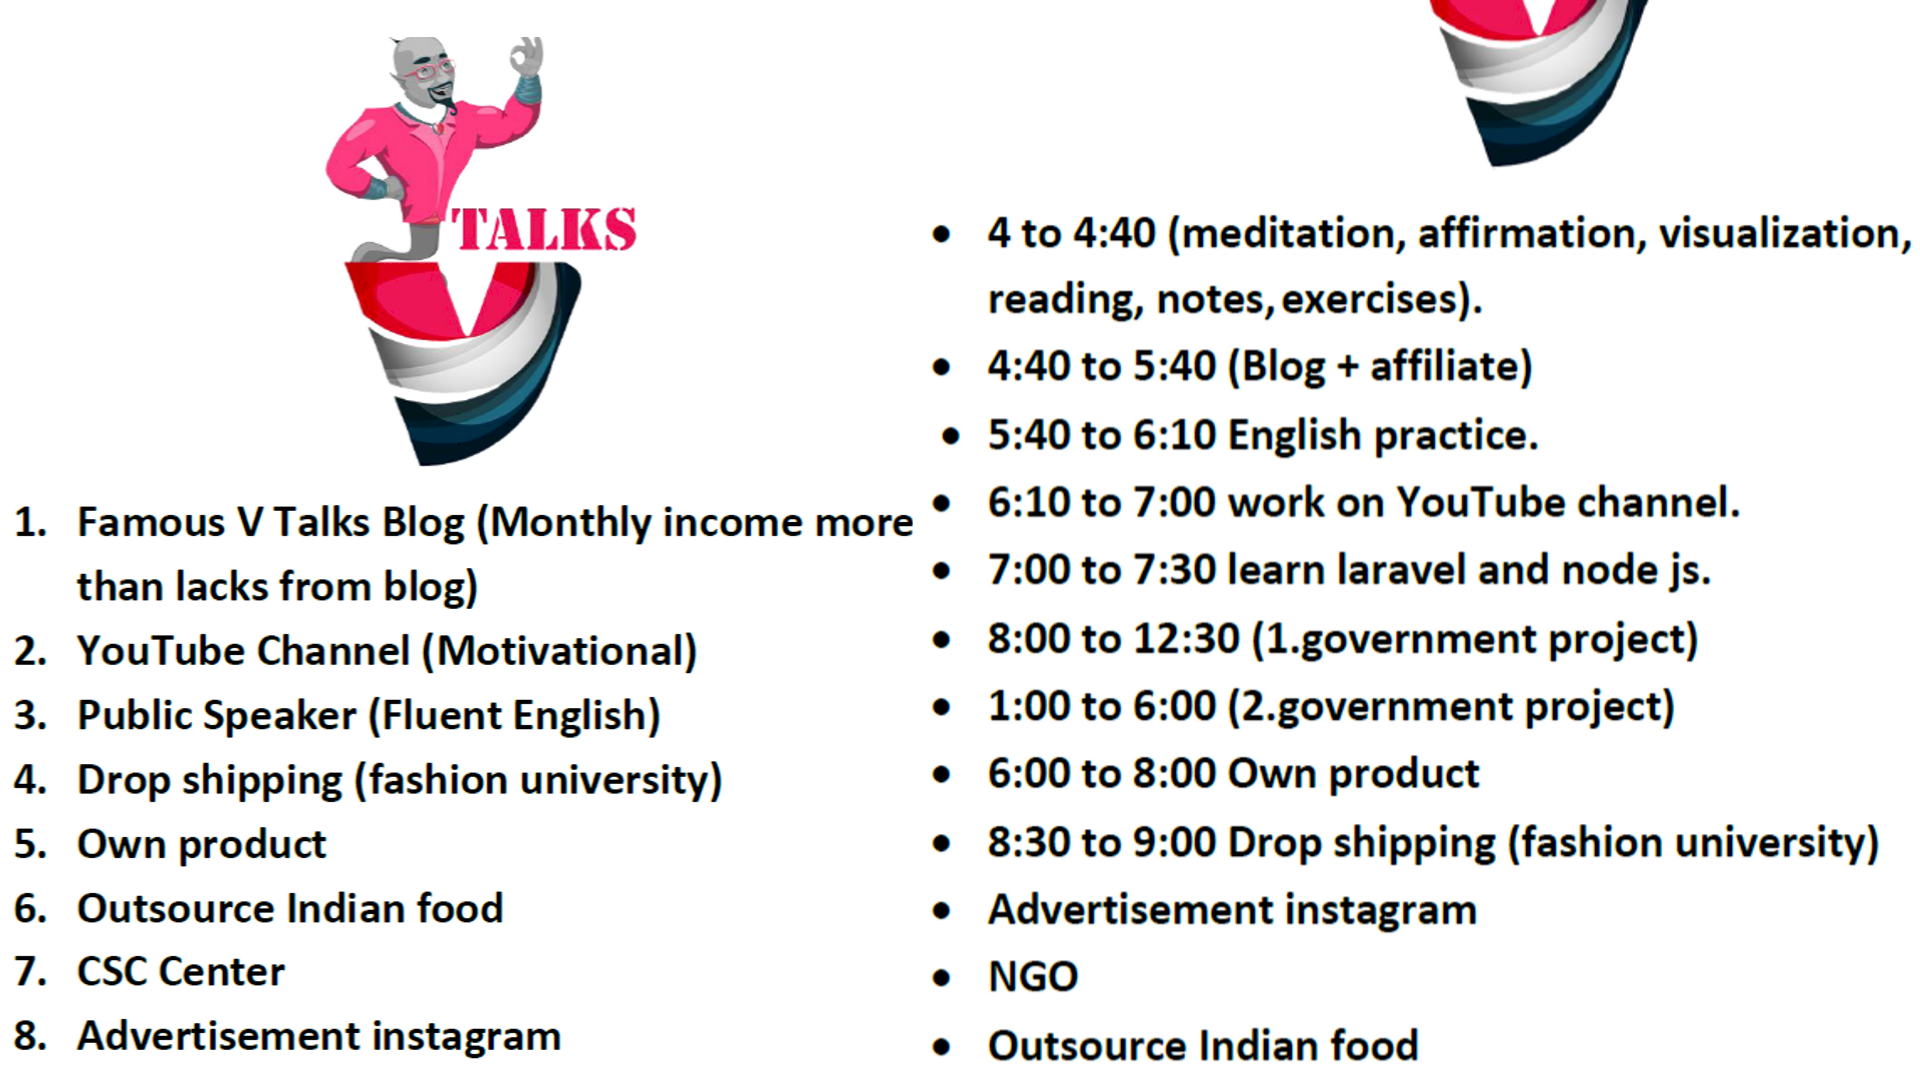 TALKS
1. Famous V Talks Blog (Monthly income more
than lacks from blog)
2. YouTube Channel (Motivational)
3. Public Speaker (Fluent English)
4. Drop shipping (fashion university)
5. Own product
6. Outsource Indian food
7. CSC Center
8. Advertisement instagram
• 4 to 4:40 (meditation, affirmation, visualization,
reading, notes, exercises).
• 4:40 to 5:40 (Blog + affiliate)
• 5:40 to 6:10 English practice.
• 6:10 to 7:00 work on YouTube channel.
• 7:00 to 7:30 learn laravel and node js.
• 8:00 to 12:30 (1.government project)
• 1:00 to 6:00 (2.government project)
• 6:00 to 8:00 Own product
• 8:30 to 9:00 Drop shipping (fashion university)
• Advertisement instagram
• NGO
• Outsource Indian food